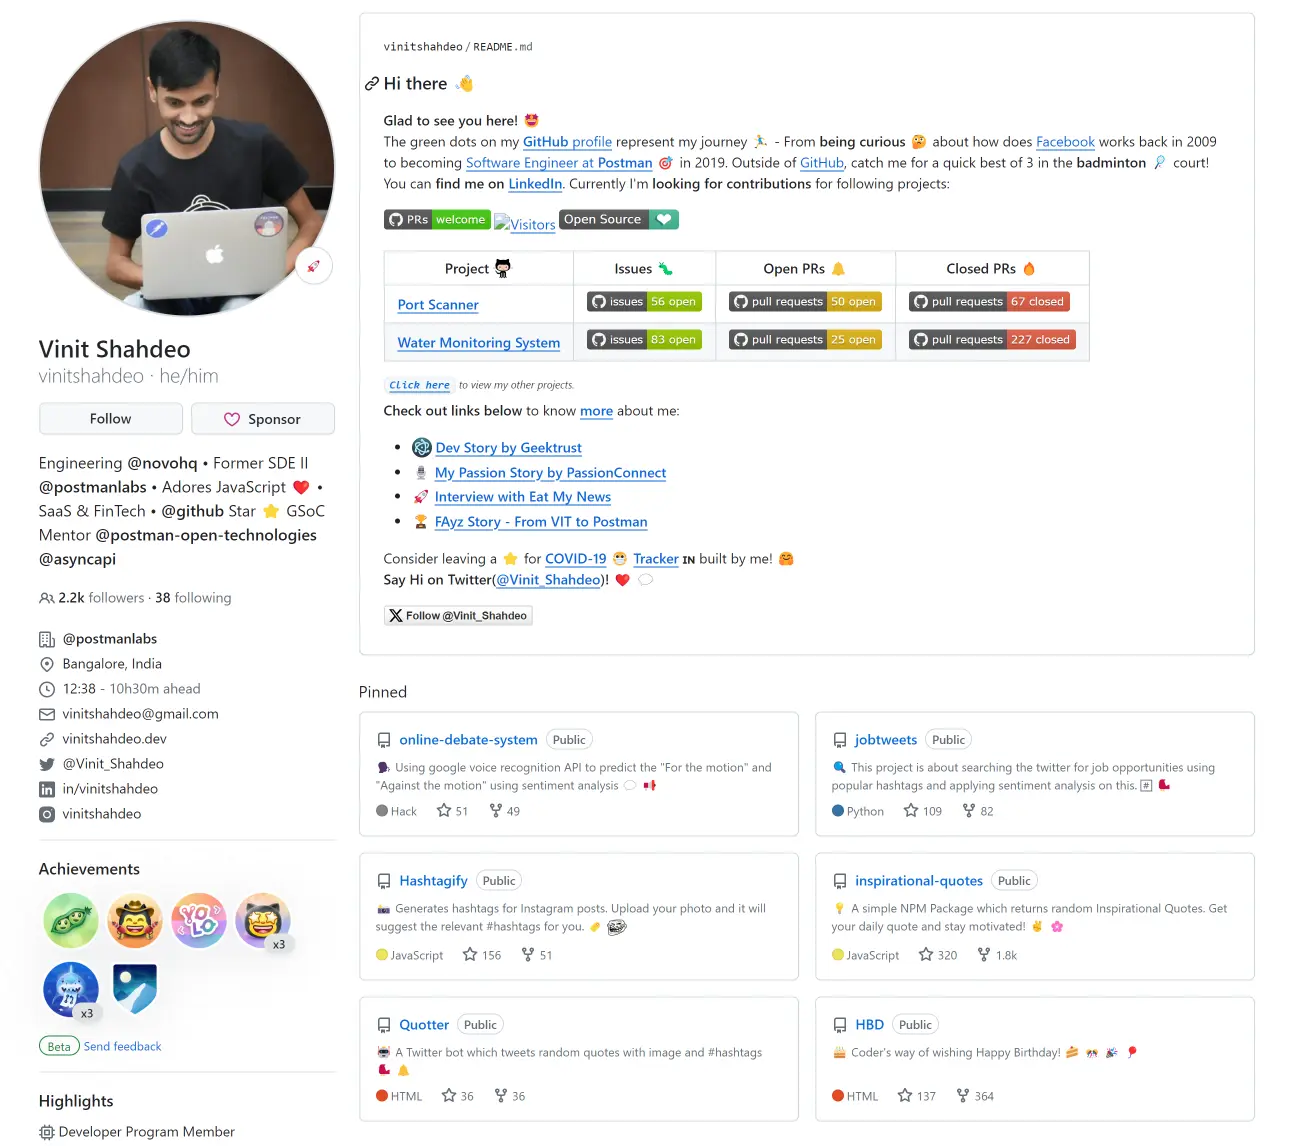 Vinit Shahdeo
vinitshahdeo · he/him
Follow
Sponsor
Engineering @novohq • Former SDE II
@postmanlabs • Adores JavaScript ❤️ •
SaaS & FinTech • @github Star ⭐ GSoC
Mentor @postman-open-technologies
@asyncapi
2.2k followers · 38 following
@postmanlabs
Bangalore, India
12:38 - 10h30m ahead
vinitshahdeo@gmail.com
vinitshahdeo.dev
@Vinit_Shahdeo
in/vinitshahdeo
vinitshahdeo
Achievements
YOLO
x3
x3
Beta Send feedback
Highlights
Developer Program Member
vinitshahdeo/README.md
Hi there 👋
Glad to see you here! 🤩
The green dots on my GitHub profile represent my journey 🏃 - From being curious 🤔 about how does Facebook works back in 2009
to becoming Software Engineer at Postman 🎯 in 2019. Outside of GitHub, catch me for a quick best of 3 in the badminton 🏸 court!
You can find me on LinkedIn. Currently I'm looking for contributions for following projects:
PRs welcome Visitors Open Source
Project Issues 🐛 Open PRs 🔔 Closed PRs 🔥
Port Scanner issues 56 open pull requests 50 open pull requests 67 closed
Water Monitoring System issues 83 open pull requests 25 open pull requests 227 closed
Click here to view my other projects.
Check out links below to know more about me:
• Dev Story by Geektrust
• 🎙️ My Passion Story by PassionConnect
• 🚀 Interview with Eat My News
• 🏆 FAyz Story - From VIT to Postman
Consider leaving a ⭐ for COVID-19 😷 Tracker IN built by me! 🤗
Say Hi on Twitter(@Vinit_Shahdeo)! ❤️ 💭
Follow @Vinit_Shahdeo
Pinned
online-debate-system Public
🗣️ Using google voice recognition API to predict the "For the motion" and
"Against the motion" using sentiment analysis 💭 📢
Hack 51 49
jobtweets Public
🔍 This project is about searching the twitter for job opportunities using
popular hashtags and applying sentiment analysis on this. #
Python 109 82
Hashtagify Public
📸 Generates hashtags for Instagram posts. Upload your photo and it will
suggest the relevant #hashtags for you.
JavaScript 156 51
inspirational-quotes Public
💡 A simple NPM Package which returns random Inspirational Quotes. Get
your daily quote and stay motivated! ✌️ 🌸
JavaScript 320 1.8k
Quotter Public
A Twitter bot which tweets random quotes with image and #hashtags
🔔
HTML 36 36
HBD Public
🎂 Coder's way of wishing Happy Birthday! 🍰 🎊 🎉 🎈
HTML 137 364